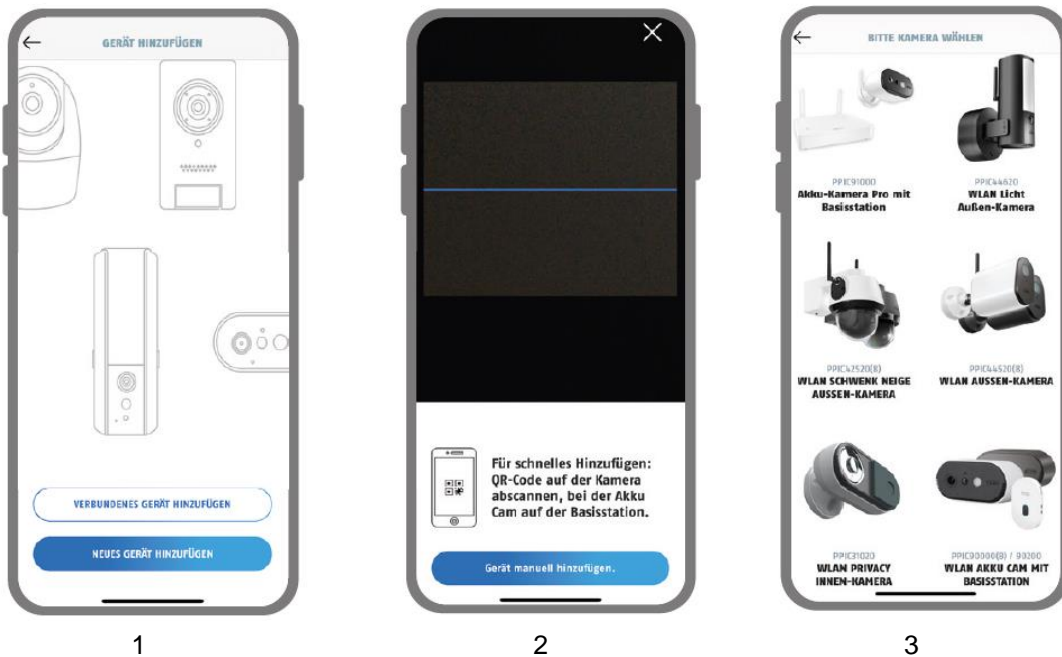 GERÄT HINZUFÜGEN
VERBUNDENES GERÄT HINZUFÜGEN
NEUES GERÄT HINZUFÜGEN
1
Für schnelles Hinzufügen:
QR-Code auf der Kamera
abscannen, bei der Akku
Cam auf der Basisstation.
Gerät manuell hinzufügen.
2
BITTE KAMERA WÄHLEN
PPIC91000
Akku-Kamera Pro mit
Basisstation
PPIC44620
WLAN Licht
Außen-Kamera
PPIC42520(B)
WLAN SCHWENK NEIGE
AUSSEN-KAMERA
PPIC44520(B)
WLAN AUSSEN-KAMERA
PPIC31020
WLAM PRIVACY
INNEN-KAMERA
PPIC90000(B) / 90200
WLAN AKKU CAM MIT
BASISSTATION
3